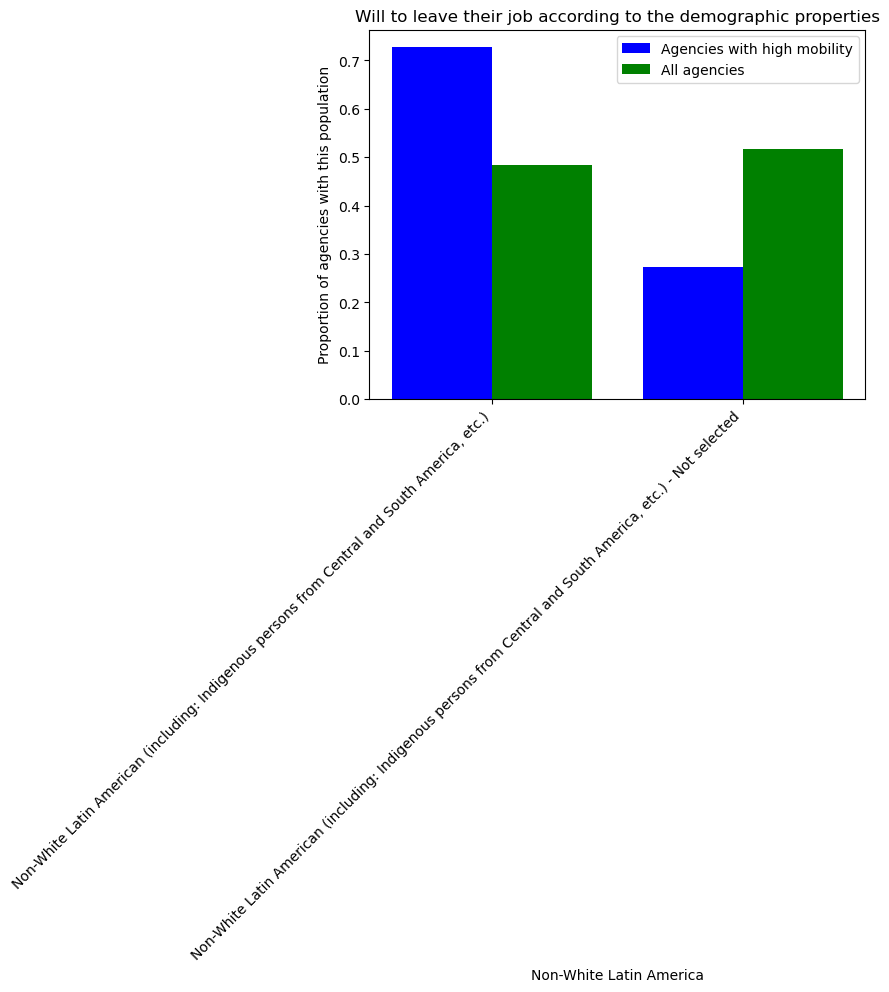 Will to leave their job according to the demographic properties
Agencies with high mobility
All agencies
Proportion of agencies with this population
0.7
0.6
0.5
0.4
0.3
0.2
0.1
0.0
Non-White Latin American (including: Indigenous persons from Central and South America, etc.)
Non-White Latin American (including: Indigenous persons from Central and South America, etc.) - Not selected
Non-White Latin America